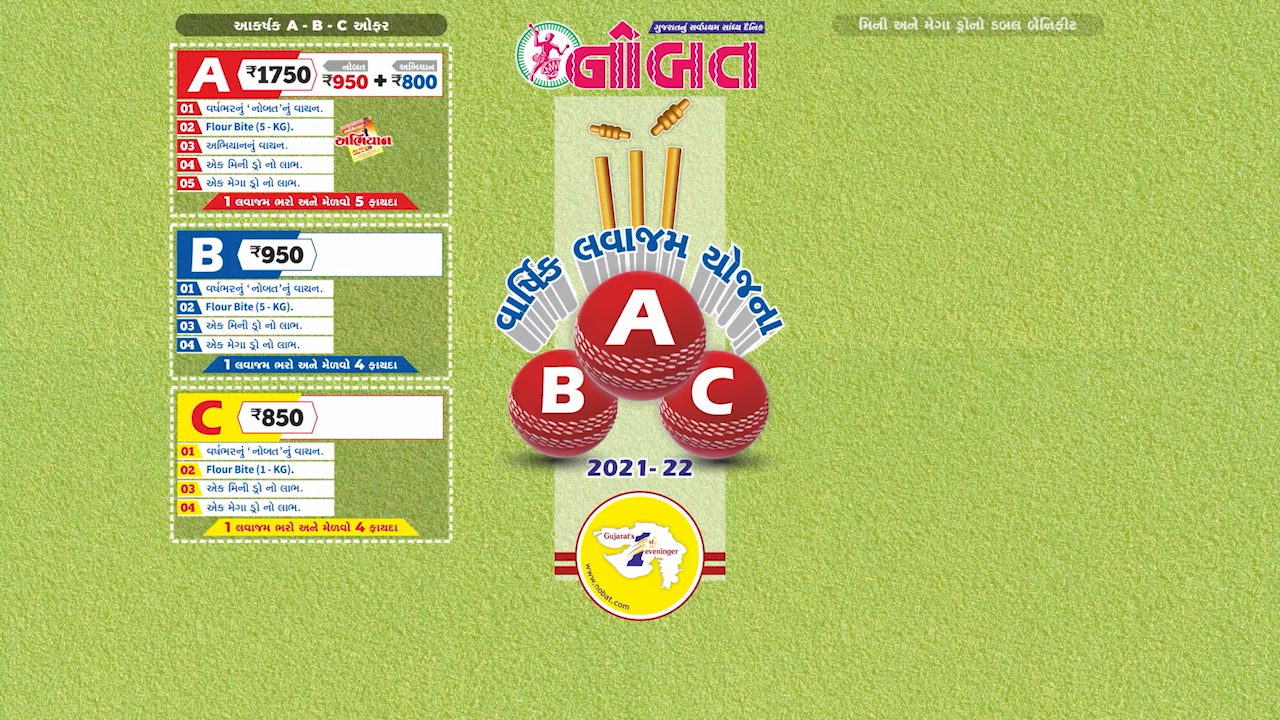 આકર્ષક A - B - C ઓફર
A ₹1750 નોબત ₹950 + અભિયાન ₹800
01 વર્ષભરનું ‘નોબત’નું વાચન.
02 Flour Bite (5 - KG).
03 અભિયાનનું વાચન.
04 એક મિની ડ્રો નો લાભ.
05 એક મેગા ડ્રો નો લાભ.
અભિયાન
1 લવાજમ ભરો અને મેળવો 5 ફાયદા
B ₹950
01 વર્ષભરનું ‘નોબત’નું વાચન.
02 Flour Bite (5 - KG).
03 એક મિની ડ્રો નો લાભ.
04 એક મેગા ડ્રો નો લાભ.
1 લવાજમ ભરો અને મેળવો 4 ફાયદા
C ₹850
01 વર્ષભરનું ‘નોબત’નું વાચન.
02 Flour Bite (1 - KG).
03 એક મિની ડ્રો નો લાભ.
04 એક મેગા ડ્રો નો લાભ.
1 લવાજમ ભરો અને મેળવો 4 ફાયદા
ગુજરાતનું સર્વપ્રથમ સાંધ્ય દૈનિક
નોબત
વાર્ષિક લવાજમ યોજના
A
B C
2021- 22
Gujarat's 1st eveninger
www.nobat.com
મિની અને મેગા ડ્રોનો ડબલ બેનિફીટ